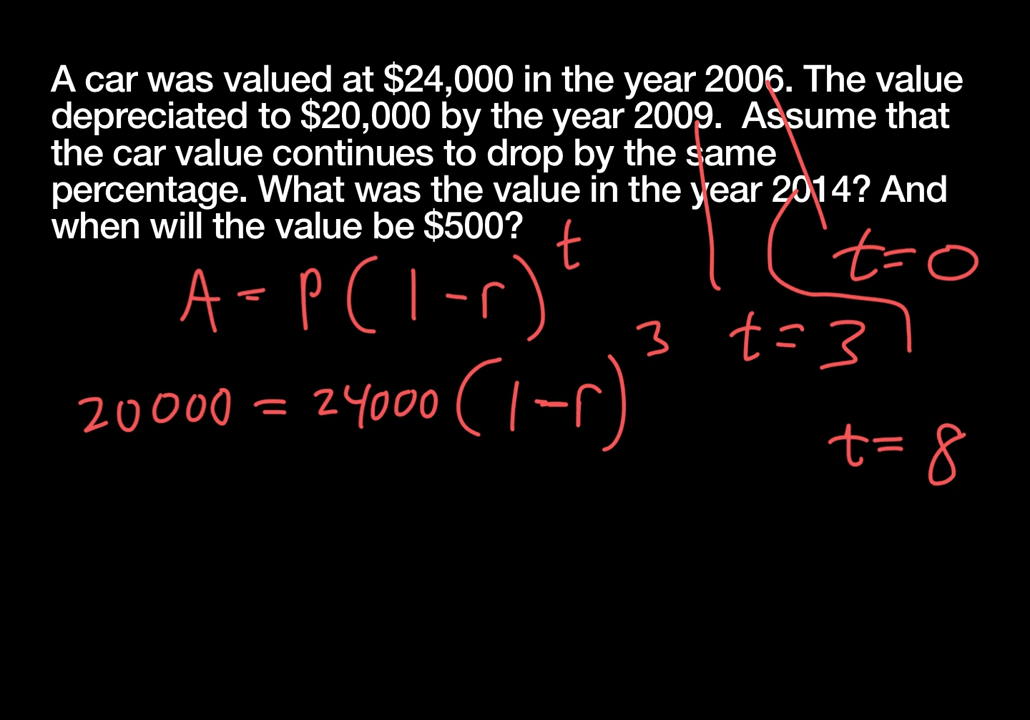 A car was valued at $24,000 in the year 2006. The value
depreciated to $20,000 by the year 2009. Assume that
the car value continues to drop by the same
percentage. What was the value in the year 2014? And
when will the value be $500?
t=0
A=P(1-r)^t
t=3
20000=24000(1-r)^3
t=8